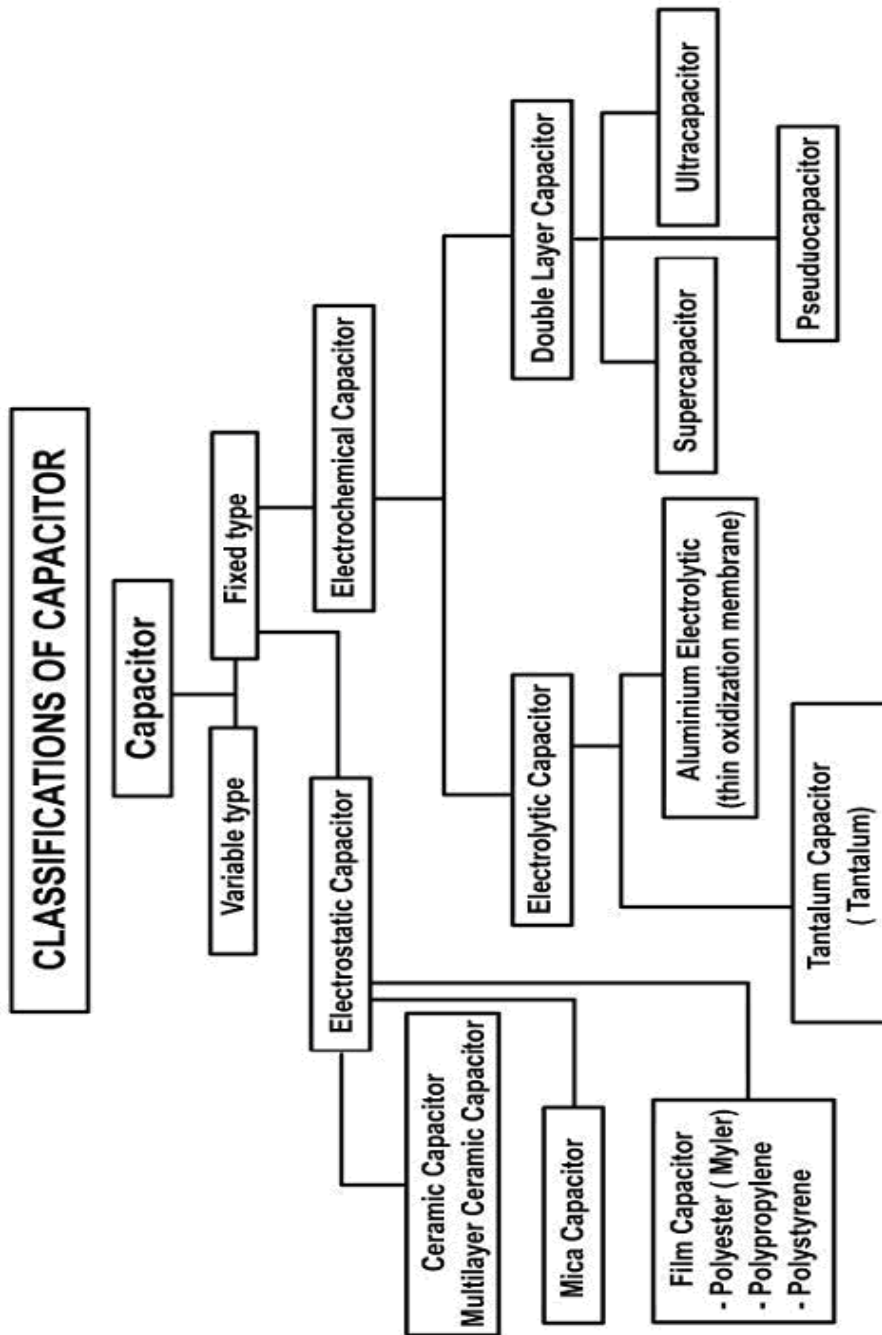 CLASSIFICATIONS OF CAPACITOR
Capacitor
Variable type
Fixed type
Electrostatic Capacitor
Electrochemical Capacitor
Ceramic Capacitor
Multilayer Ceramic Capacitor
Mica Capacitor
Film Capacitor
- Polyester ( Myler)
- Polypropylene
- Polystyrene
Electrolytic Capacitor
Double Layer Capacitor
Aluminium Electrolytic
(thin oxidization membrane)
Tantalum Capacitor
( Tantalum)
Supercapacitor
Ultracapacitor
Pseuduocapacitor